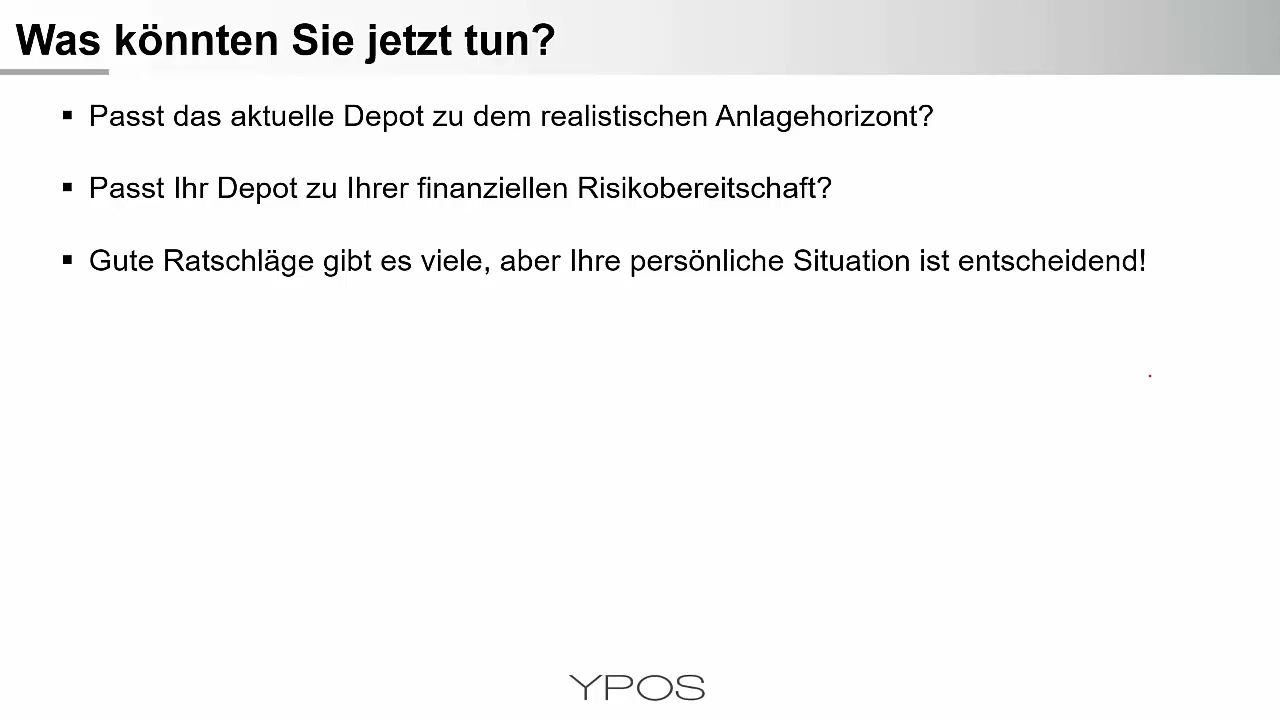 Was könnten Sie jetzt tun?
▪ Passt das aktuelle Depot zu dem realistischen Anlagehorizont?
▪ Passt Ihr Depot zu Ihrer finanziellen Risikobereitschaft?
▪ Gute Ratschläge gibt es viele, aber Ihre persönliche Situation ist entscheidend!
YPOS